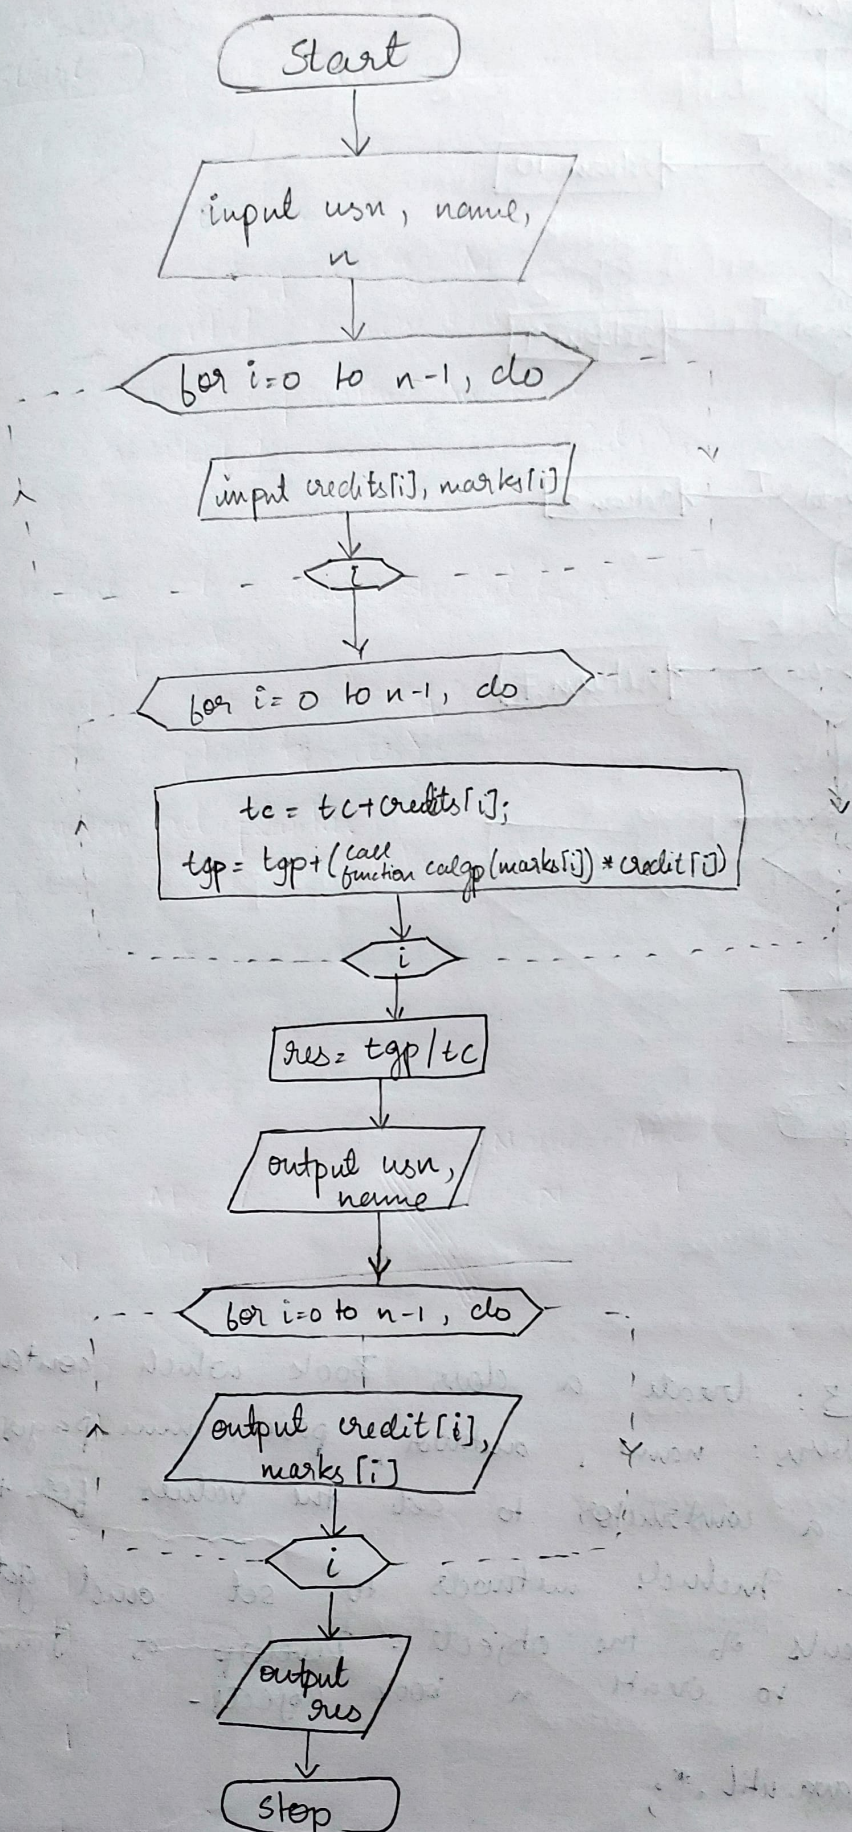 Start
input usn, name,
n
for i=0 to n-1, do
input credits[i], marks[i]
i
for i=0 to n-1, do
tc = tc+credits[i];
tgp = tgp+(call function calgp(marks[i]) * credit[i])
i
res= tgp/tc
output usn,
name
for i=0 to n-1, do
output credit[i],
marks[i]
i
output
res
stop